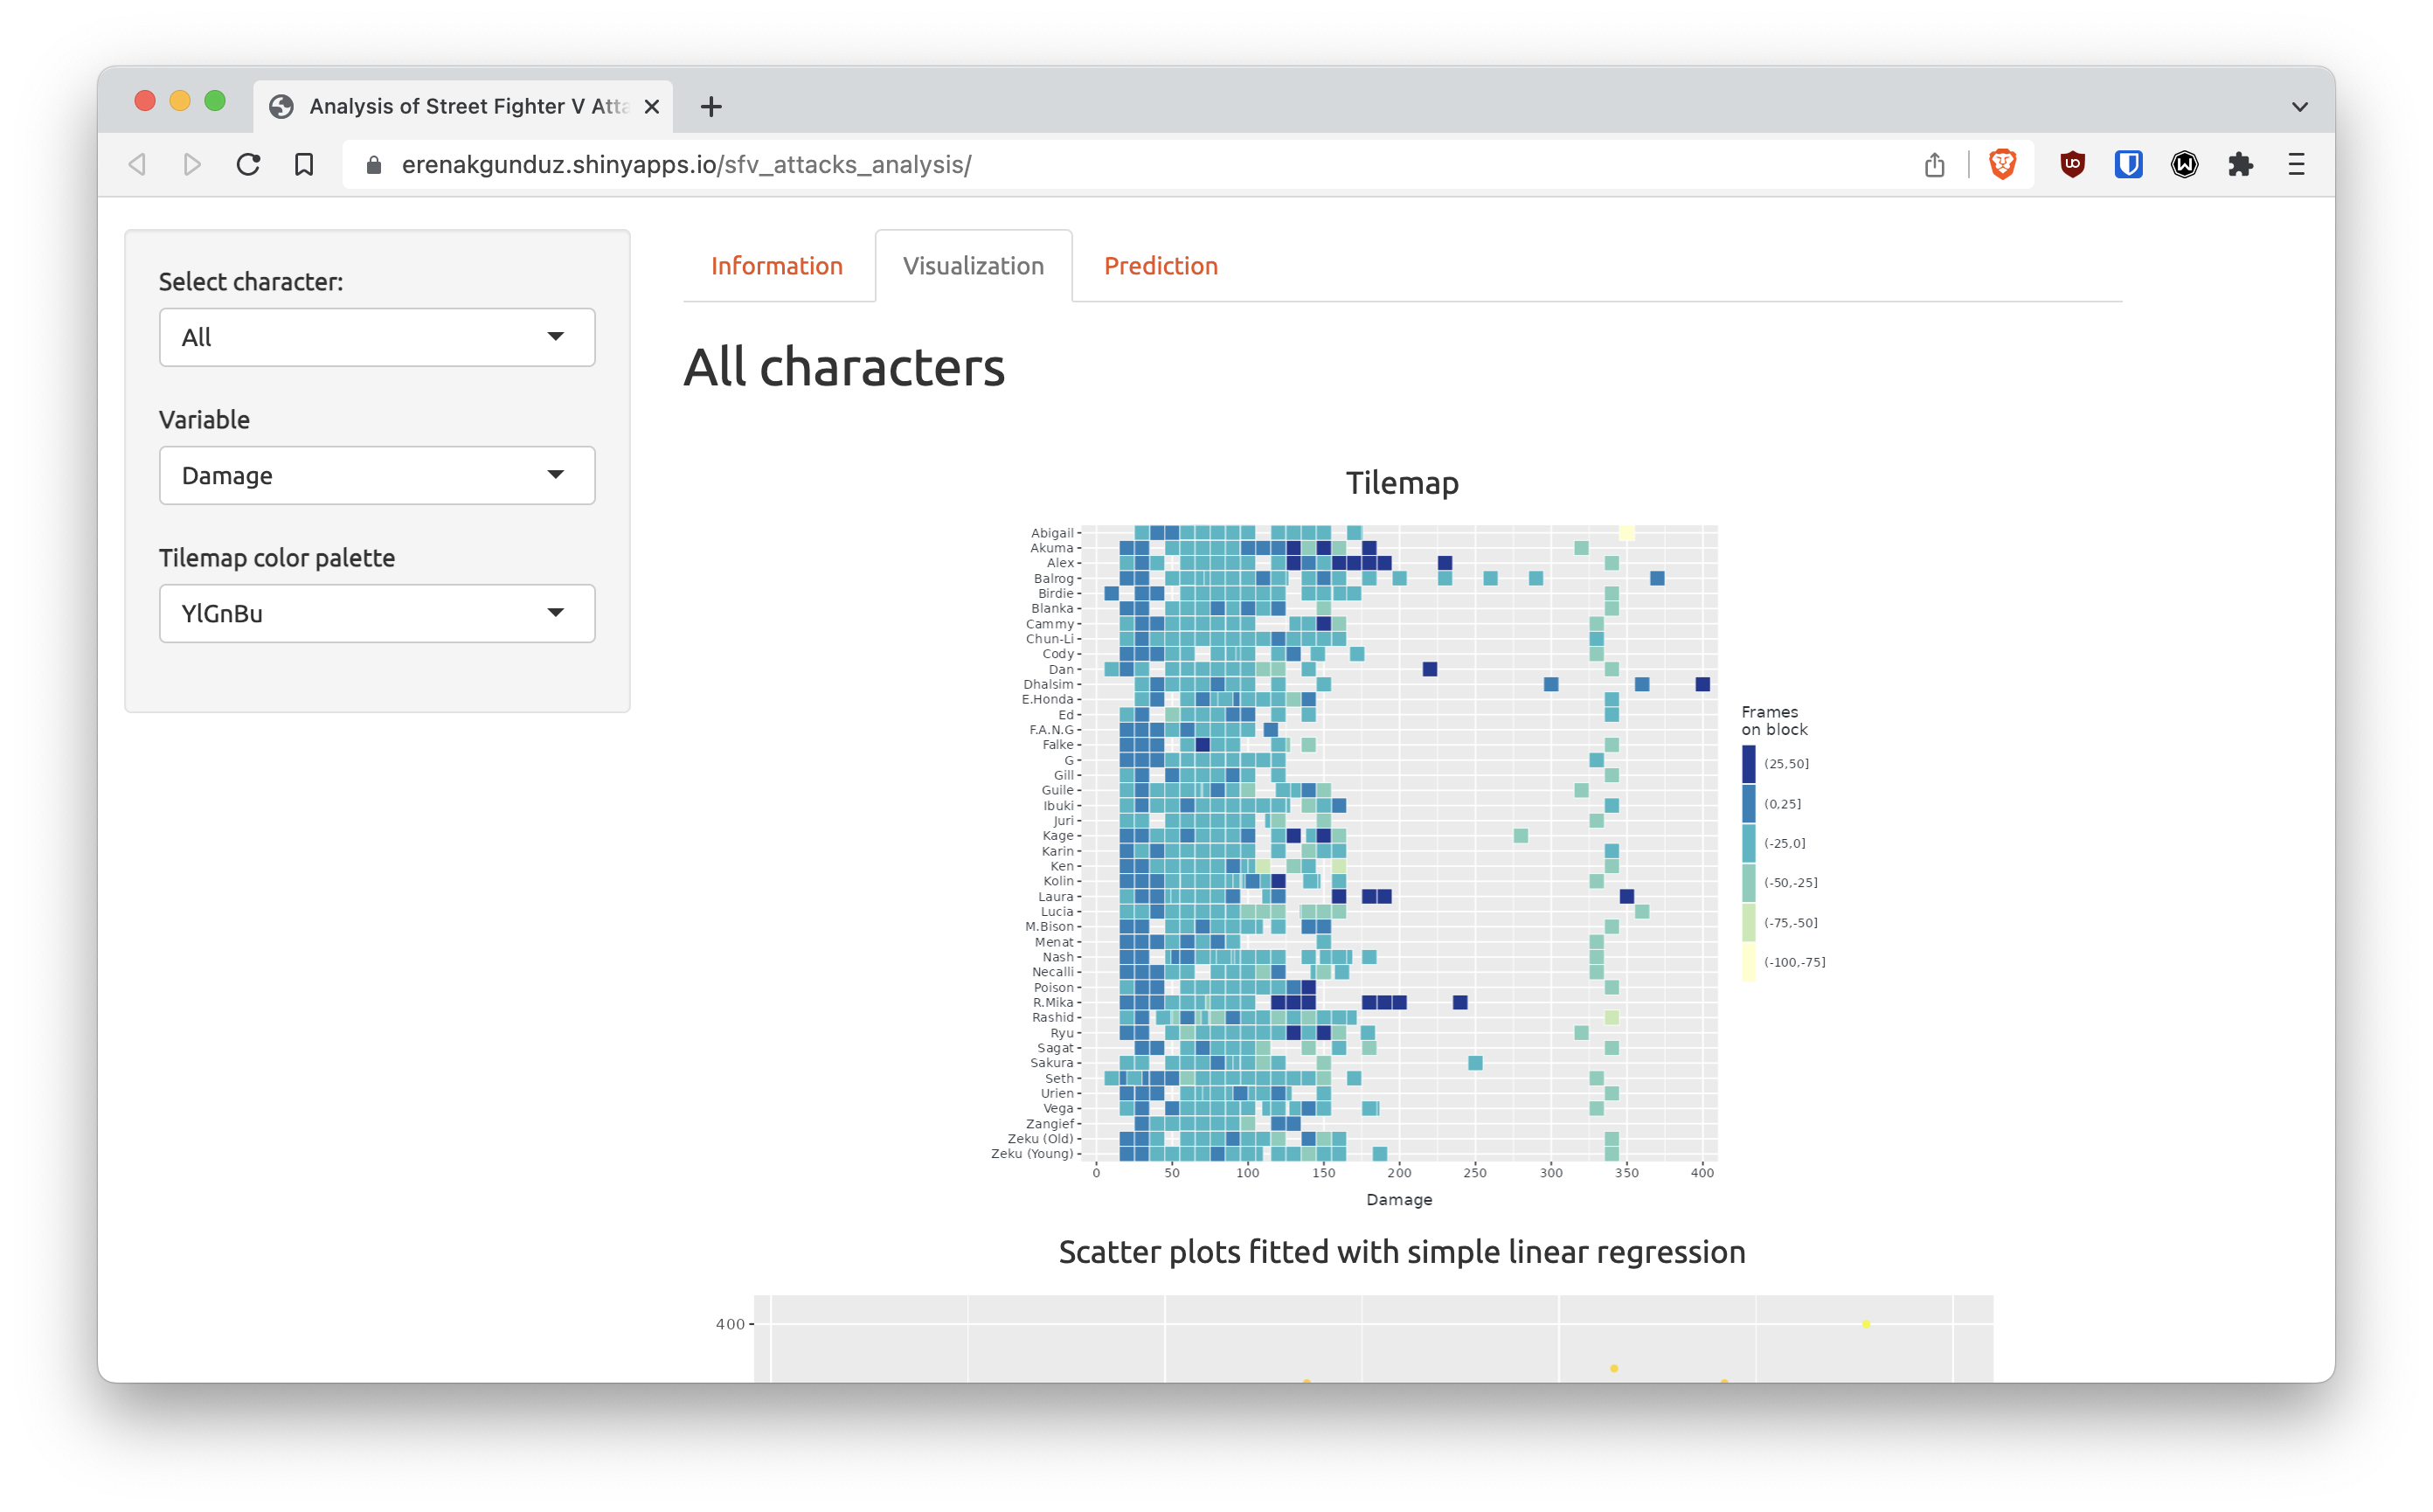 Analysis of Street Fighter V Atta
erenakgunduz.shinyapps.io/sfv_attacks_analysis/
Select character:
All
Variable
Damage
Tilemap color palette
YlGnBu
Information
Visualization
Prediction
All characters
Tilemap
Abigail
Akuma
Alex
Balrog
Birdie
Blanka
Cammy
Chun-Li
Cody
Dan
Dhalsim
E.Honda
Ed
F.A.N.G
Falke
G
Gill
Guile
Ibuki
Juri
Kage
Karin
Ken
Kolin
Laura
Lucia
M.Bison
Menat
Nash
Necalli
Poison
R.Mika
Rashid
Ryu
Sagat
Sakura
Seth
Urien
Vega
Zangief
Zeku (Old)
Zeku (Young)
0 50 100 150 200 250 300 350 400
Damage
Frames
on block
(25,50]
(0,25]
(-25,0]
(-50,-25]
(-75,-50]
(-100,-75]
Scatter plots fitted with simple linear regression
400